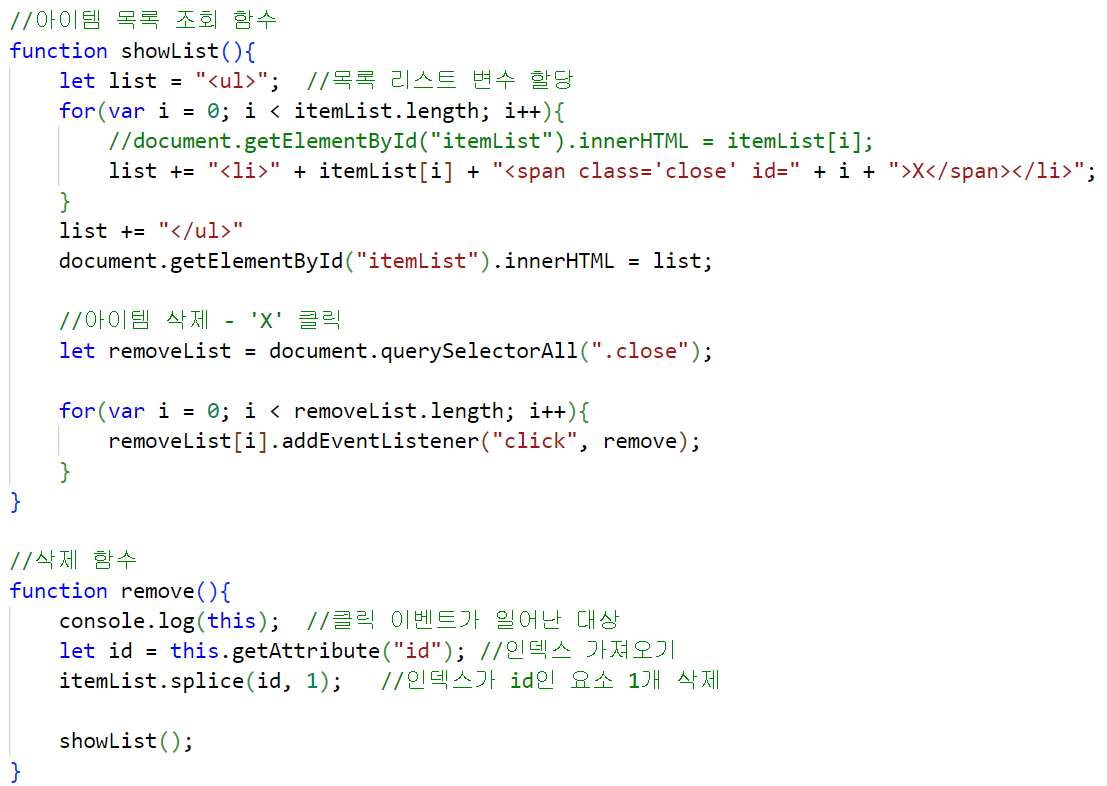 //아이템 목록 조회 함수
function showList(){
    let list = "<ul>";  //목록 리스트 변수 할당
    for(var i = 0; i < itemList.length; i++){
        //document.getElementById("itemList").innerHTML = itemList[i];
        list += "<li>" + itemList[i] + "<span class='close' id=" + i + ">X</span></li>";
    }
    list += "</ul>"
    document.getElementById("itemList").innerHTML = list;

    //아이템 삭제 - 'X' 클릭
    let removeList = document.querySelectorAll(".close");

    for(var i = 0; i < removeList.length; i++){
        removeList[i].addEventListener("click", remove);
    }
}

//삭제 함수
function remove(){
    console.log(this);  //클릭 이벤트가 일어난 대상
    let id = this.getAttribute("id"); //인덱스 가져오기
    itemList.splice(id, 1);   //인덱스가 id인 요소 1개 삭제

    showList();
}